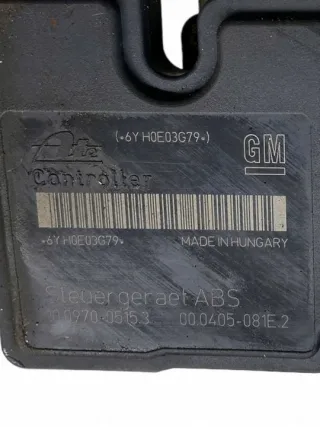 (*6Y H0E03G79*)
Ate
GM
Controller
*6Y H0E03G79*
MADE IN HUNGARY
Steuergeraet ABS
10.0970-0515.3
00.0405-081E.2